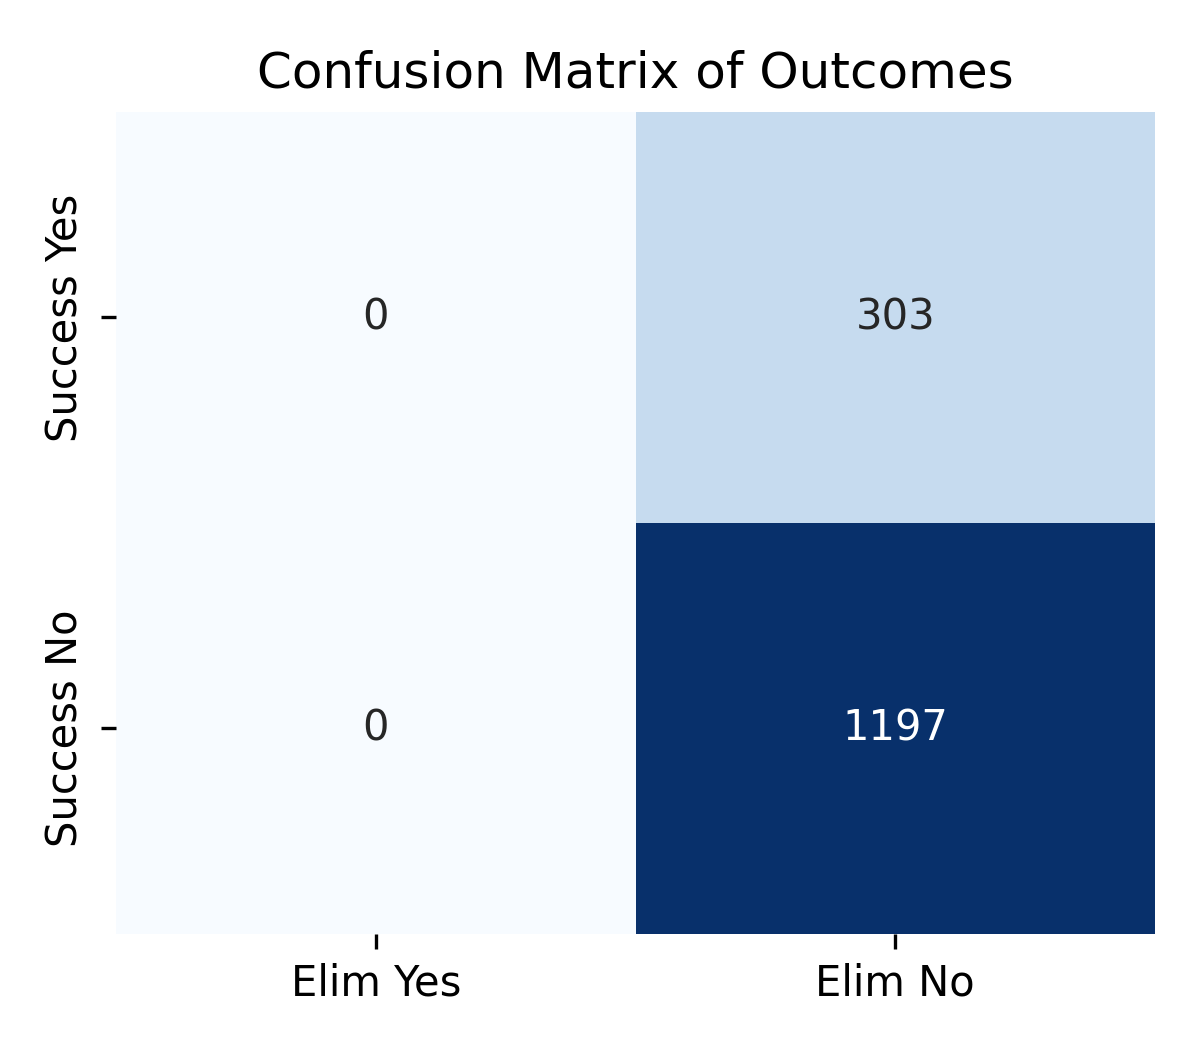 Confusion Matrix of Outcomes
Success Yes
0
303
Success No
0
1197
Elim Yes
Elim No